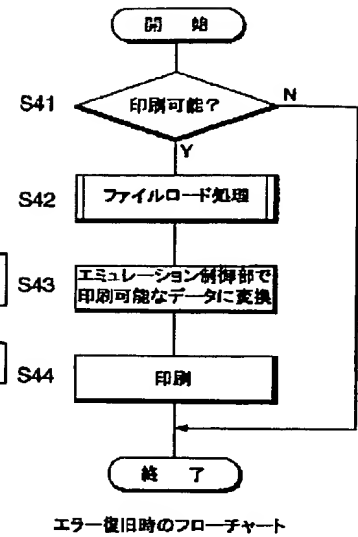 開 始
S41
印刷可能?
N
Y
S42
ファイルロード処理
S43
エミュレーション制御部で
印刷可能なデータに変換
S44
印刷
終 了
エラー復旧時のフローチャート